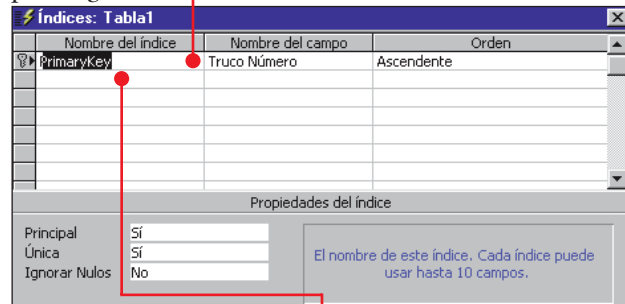 Índices: Tabla1
Nombre del índice Nombre del campo Orden
PrimaryKey Truco Número Ascendente
Propiedades del índice
Principal Sí
Única Sí
Ignorar Nulos No
El nombre de este índice. Cada índice puede
usar hasta 10 campos.